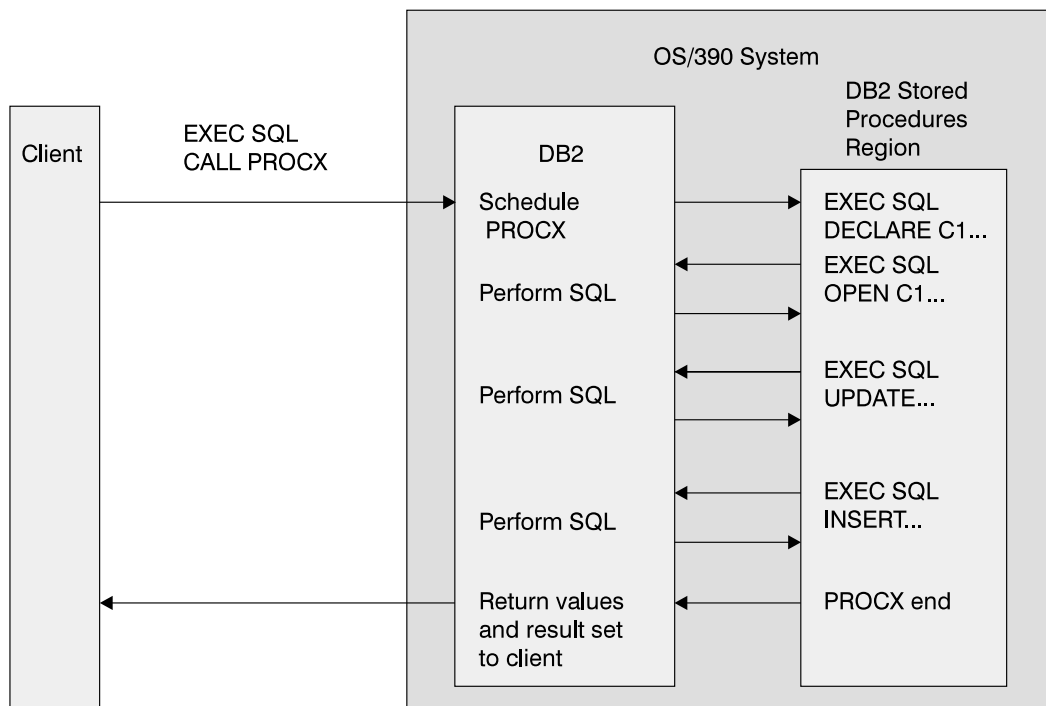 OS/390 System
DB2 Stored
Procedures
Region
Client
EXEC SQL
CALL PROCX
DB2
Schedule
PROCX
EXEC SQL
DECLARE C1...
EXEC SQL
OPEN C1...
Perform SQL
EXEC SQL
UPDATE...
Perform SQL
EXEC SQL
INSERT...
Perform SQL
Return values
and result set
to client
PROCX end